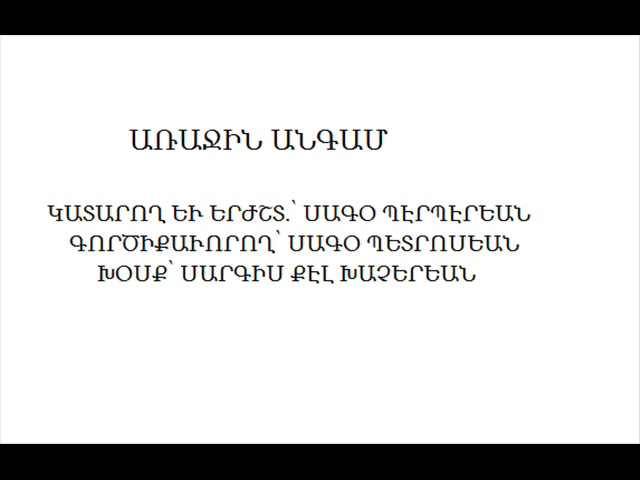 ԱՌԱՋԻՆ ԱՆԳԱՄ
ԿԱՏԱՐՈՂ ԵՒ ԵՐԺՇՏ.՝ ՍԱԳՕ ՊԷՐՊԷՐԵԱՆ
ԳՈՐԾԻՔԱՒՈՐՈՂ՝ ՍԱԳՕ ՊԵՏՐՈՍԵԱՆ
ԽՕՍՔ՝ ՍԱՐԳԻՍ ՔԷԼ ԽԱՉԵՐԵԱՆ